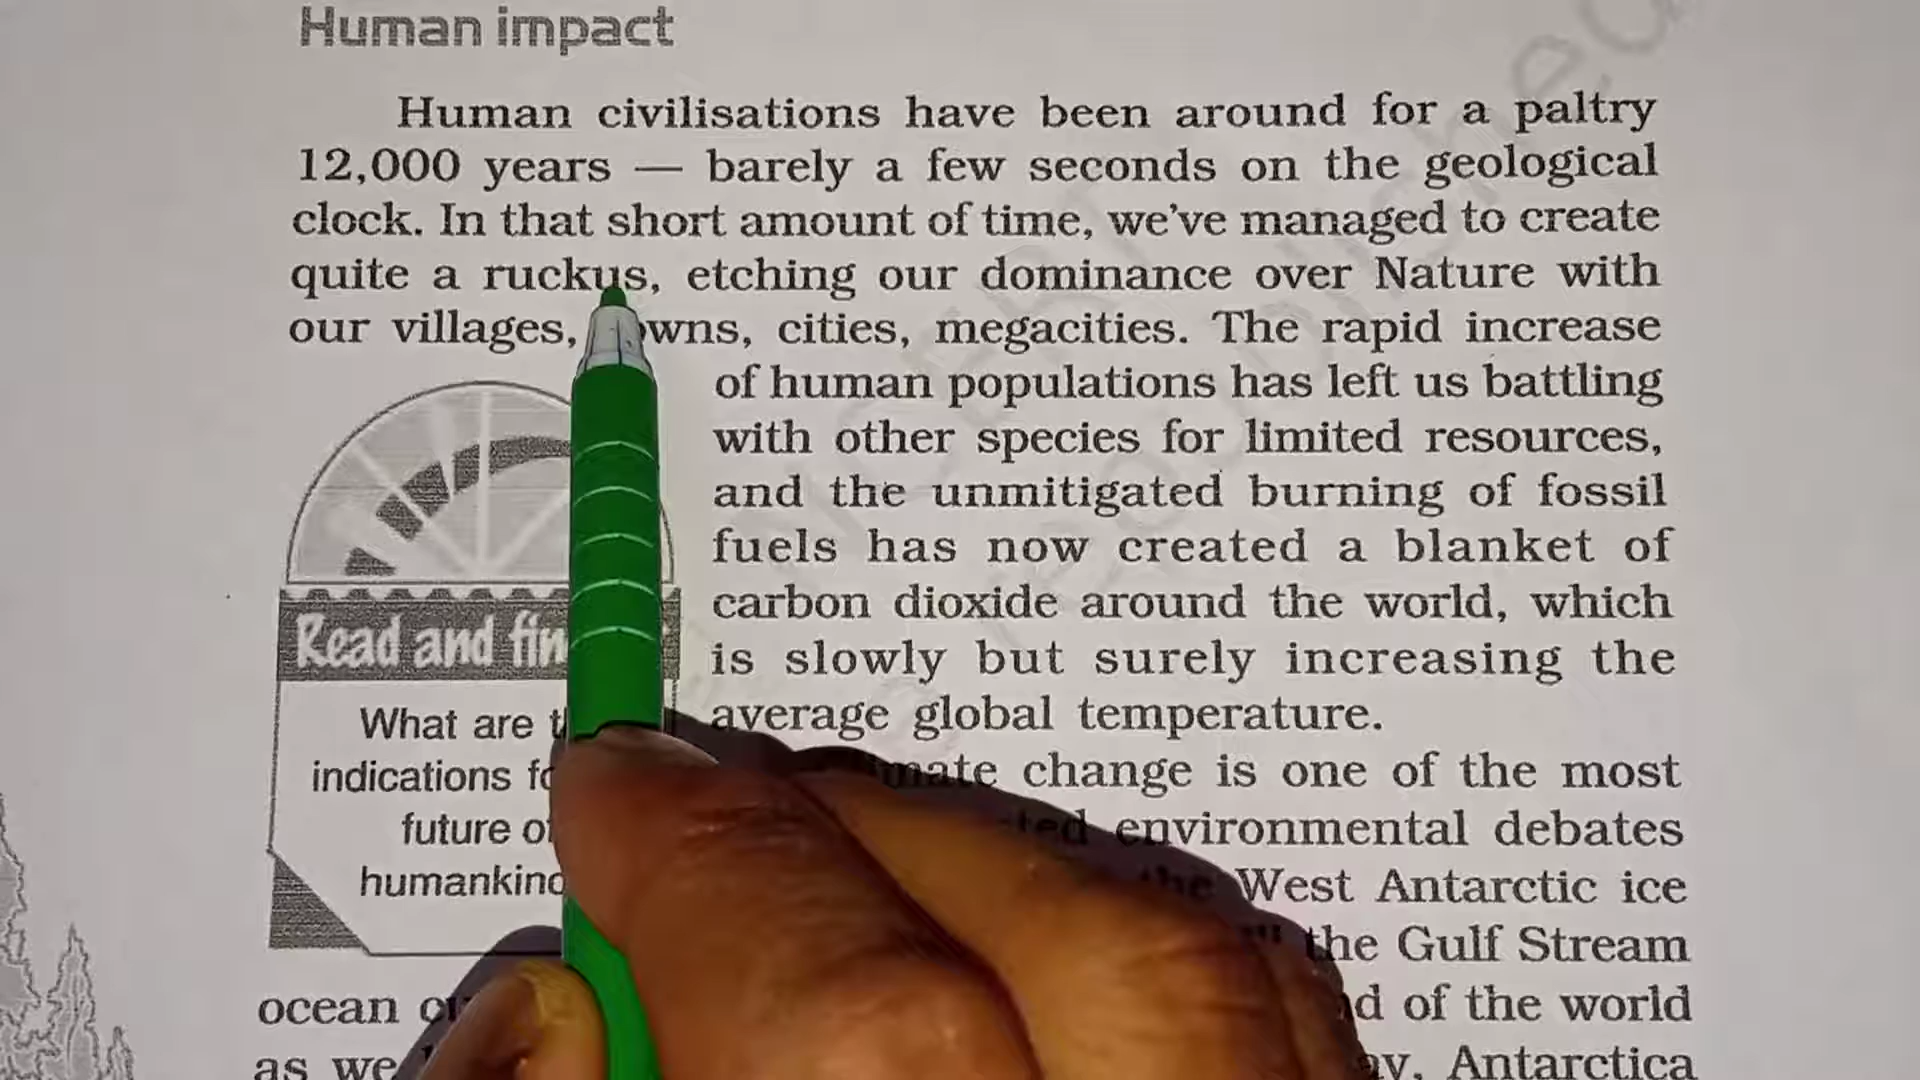 Human impact
Human civilisations have been around for a paltry
12,000 years — barely a few seconds on the geological
clock. In that short amount of time, we've managed to create
quite a ruckus, etching our dominance over Nature with
our villages, owns, cities, megacities. The rapid increase
of human populations has left us battling
with other species for limited resources,
and the unmitigated burning of fossil
fuels has now created a blanket of
carbon dioxide around the world, which
is slowly but surely increasing the
average global temperature.
mate change is one of the most
ted environmental debates
the West Antarctic ice
the Gulf Stream
ocean
of the world
as we
Antarctica
Read and fin
What are
indications
future
humankind